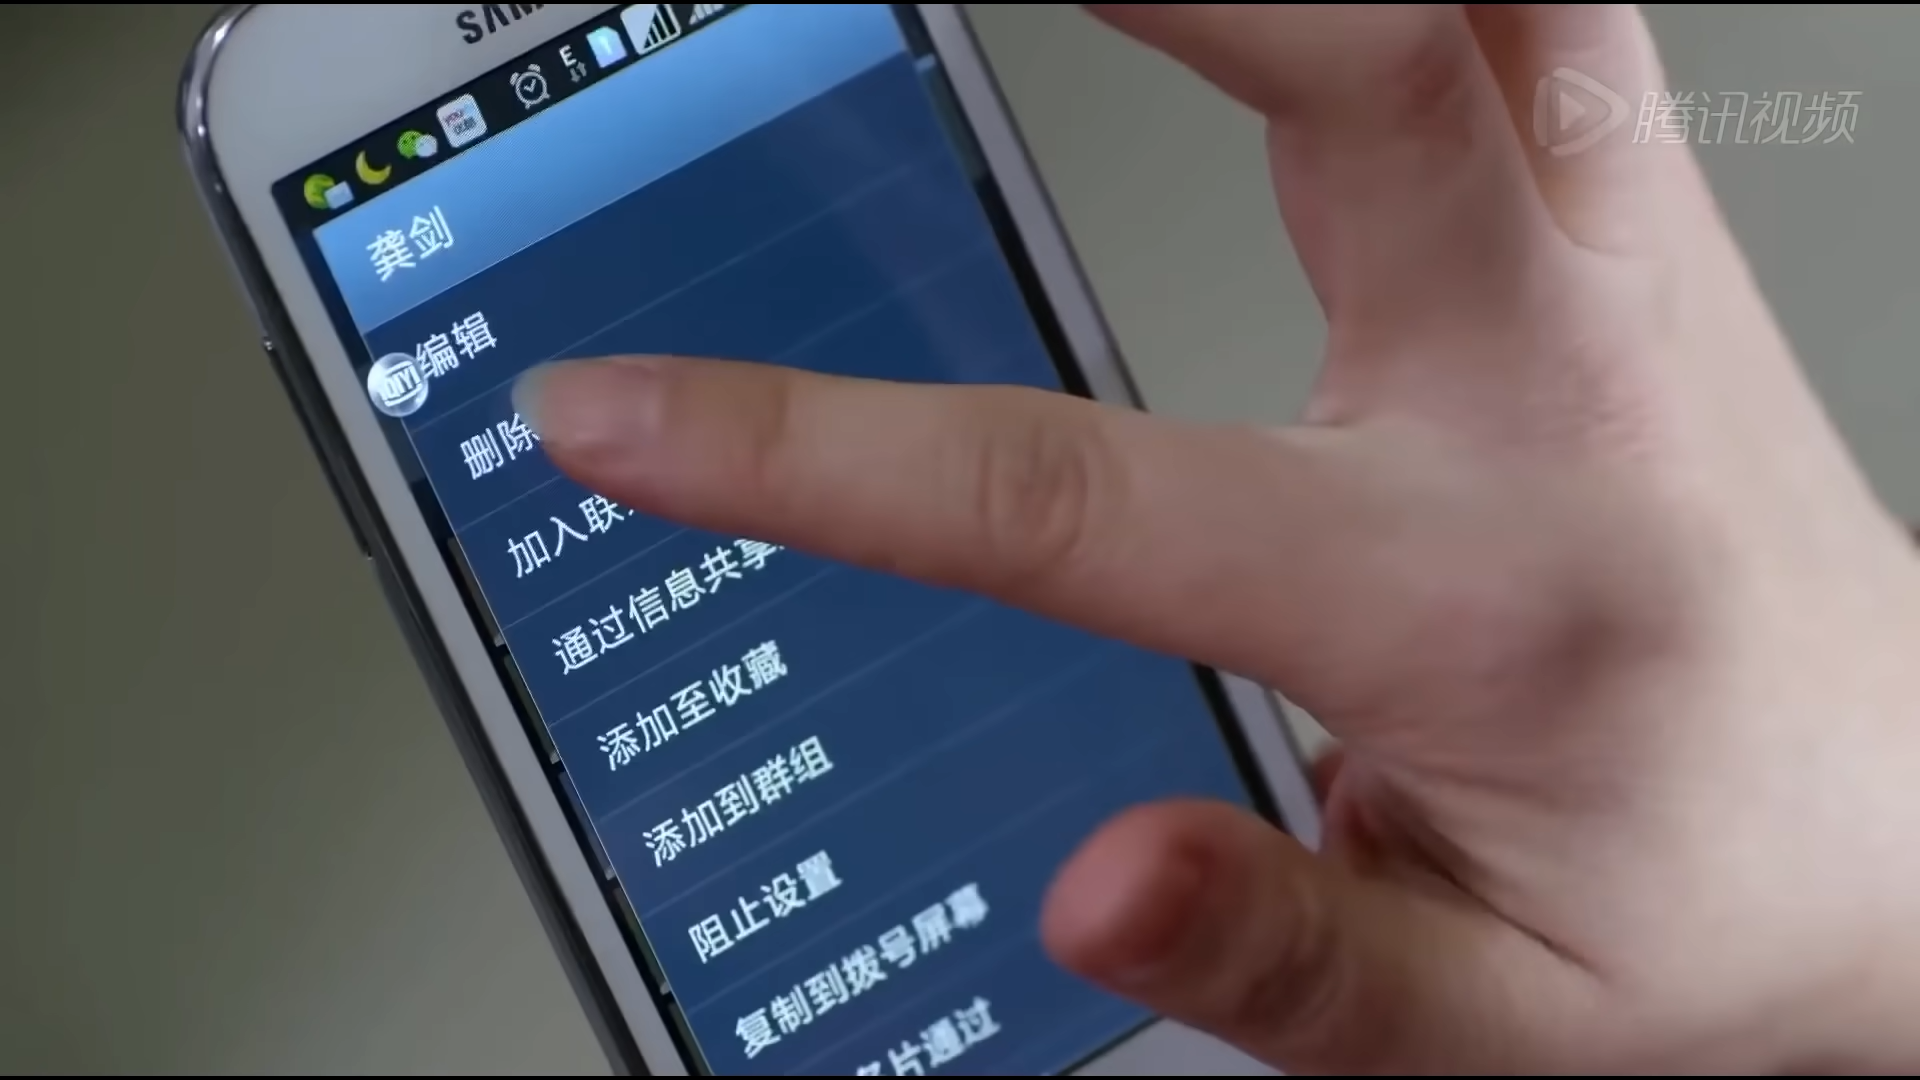 腾讯视频
E
龚剑
编辑
QIYI
删除
加入联
通过信息共享
添加至收藏
添加到群组
阻止设置
复制到拨号屏幕
名片通过